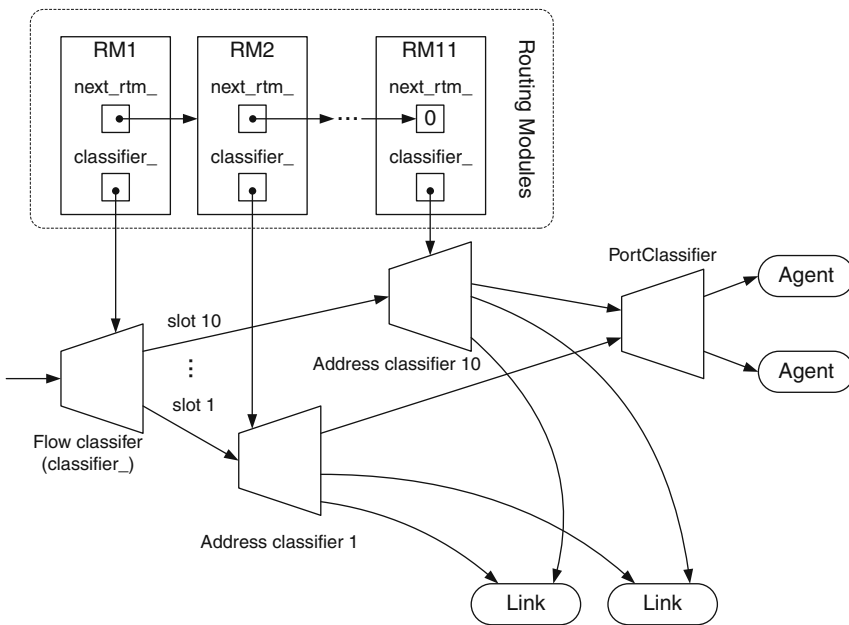 RM1
RM2
RM11
next_rtm_
next_rtm_
next_rtm_
...
0
classifier_
classifier_
classifier_
Routing Modules
PortClassifier
Agent
Agent
slot 10
...
slot 1
Address classifier 10
Flow classifer
(classifier_)
Address classifier 1
Link
Link